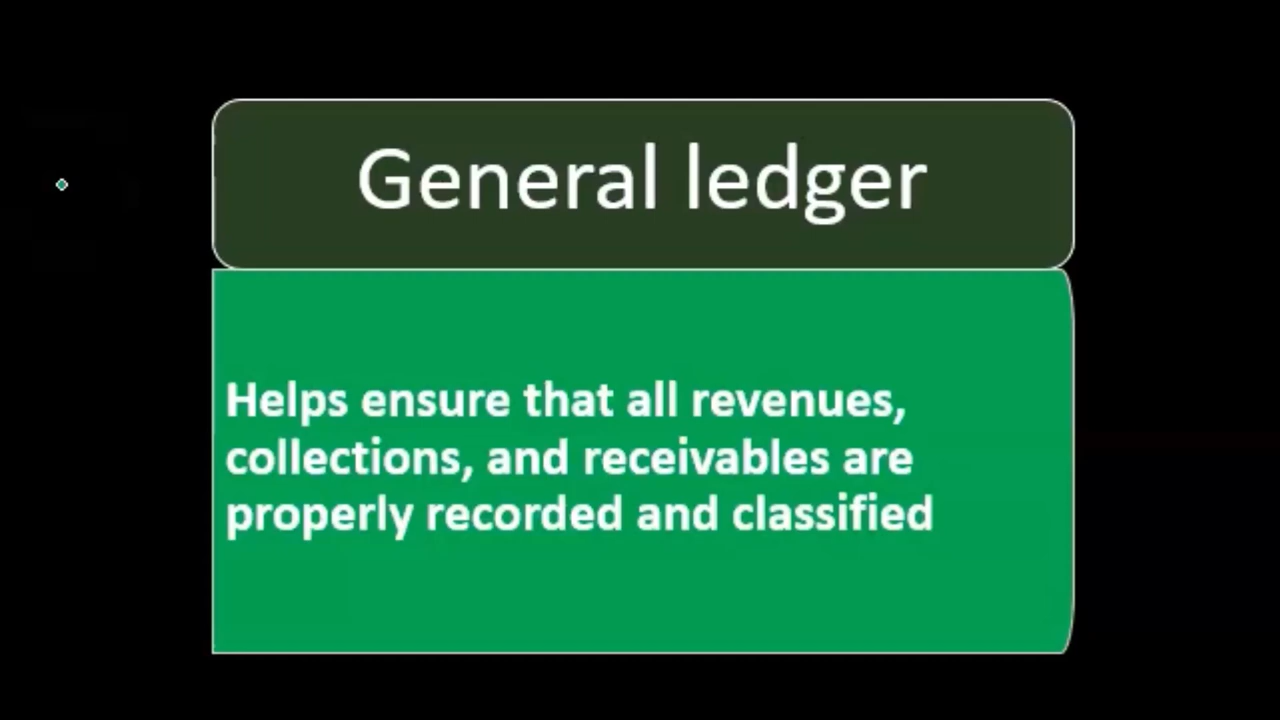 General ledger
Helps ensure that all revenues,
collections, and receivables are
properly recorded and classified